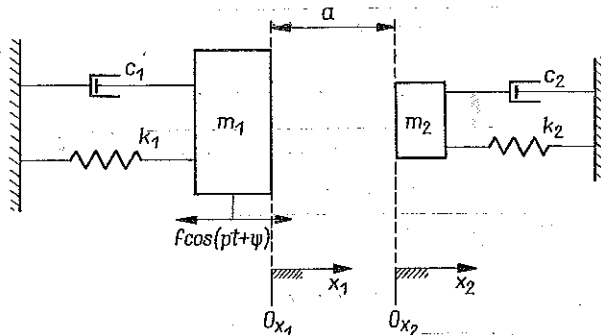 a
c₁
c₂
m₁
m₂
k₁
k₂
fcos(pt+ψ)
x₁
x₂
0x₁
0x₂